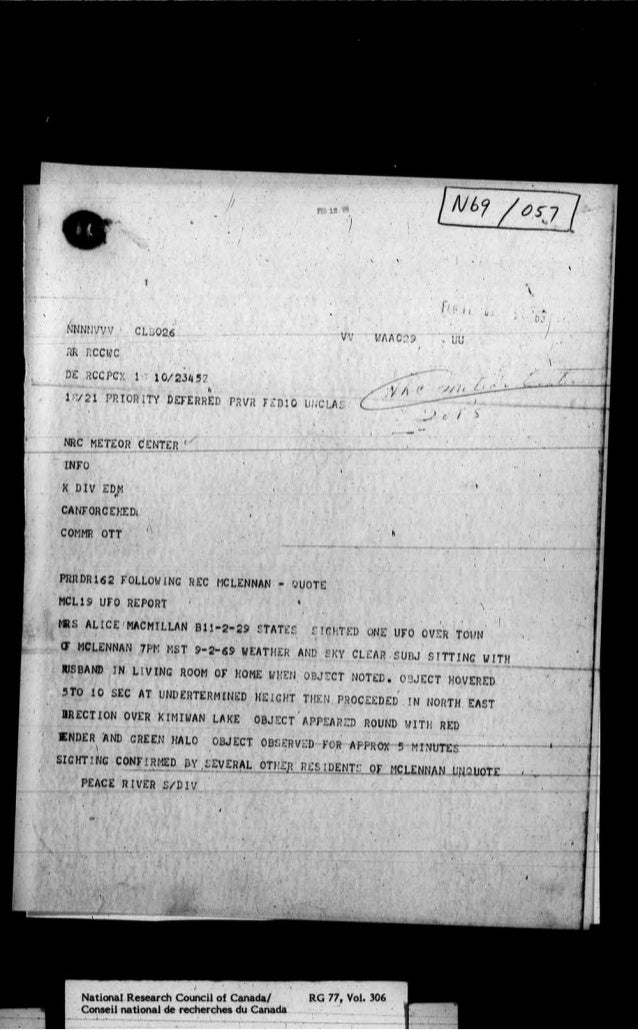 N69 / 057
FEB 12
NNNNVVV CLB026 VV WAA029 UU
RR RCCWC
DE RCCPCX 10/2345Z
/21 PRIORITY DEFERRED PRVR FEB10 UNCLAS
NRC meteor
NRC METEOR CENTER
INFO
K DIV EDM
CANFORCEHED
COMMR OTT
PRRDR162 FOLLOWING REC MCLENNAN - QUOTE
MCL19 UFO REPORT
MRS ALICE MACMILLAN B11-2-29 STATES SIGHTED ONE UFO OVER TOWN
OF MCLENNAN 7PM MST 9-2-69 WEATHER AND SKY CLEAR SUBJ SITTING WITH
HUSBAND IN LIVING ROOM OF HOME WHEN OBJECT NOTED. OBJECT HOVERED
5TO 10 SEC AT UNDERTERMINED HEIGHT THEN PROCEEDED IN NORTH EAST
DIRECTION OVER KIMIWAN LAKE OBJECT APPEARED ROUND WITH RED
ENDER AND GREEN HALO OBJECT OBSERVED FOR APPROX 5 MINUTES
SIGHTING CONFIRMED BY SEVERAL OTHER RESIDENTS OF MCLENNAN UNQUOTE
PEACE RIVER S/DIV
National Research Council of Canada/ RG 77, Vol. 306
Conseil national de recherches du Canada